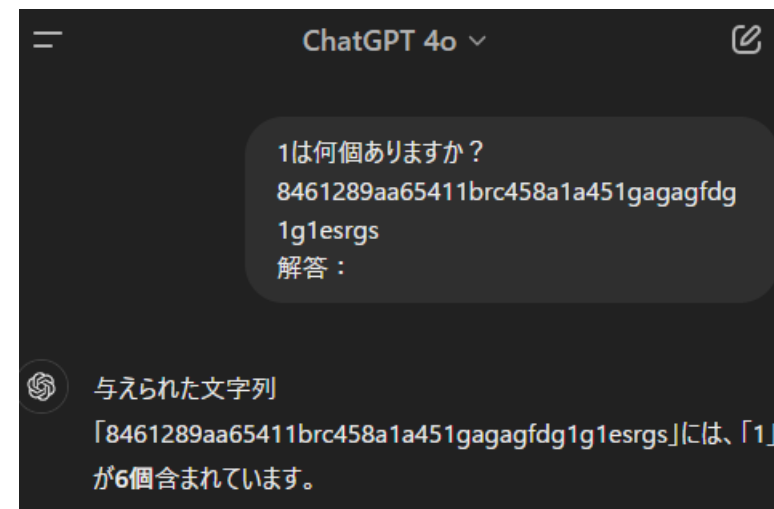 ChatGPT 4o
1は何個ありますか？
8461289aa65411brc458a1a451gagagfdg
1g1esrgs
解答：
与えられた文字列
「8461289aa65411brc458a1a451gagagfdg1g1esrgs」には、「1」
が6個含まれています。